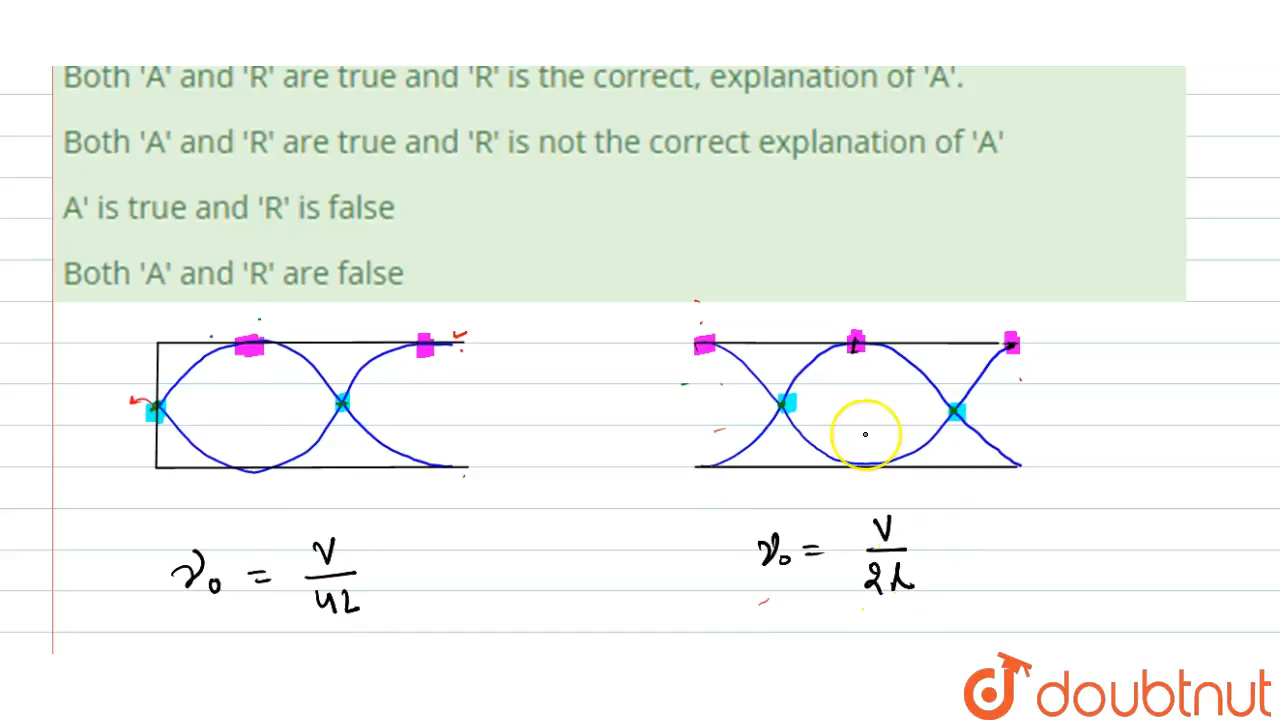 Both 'A' and 'R' are true and 'R' is the correct, explanation of 'A'.
Both 'A' and 'R' are true and 'R' is not the correct explanation of 'A'
A' is true and 'R' is false
Both 'A' and 'R' are false
ν₀ = V/4L
ν₀ = V/2L
doubtnut